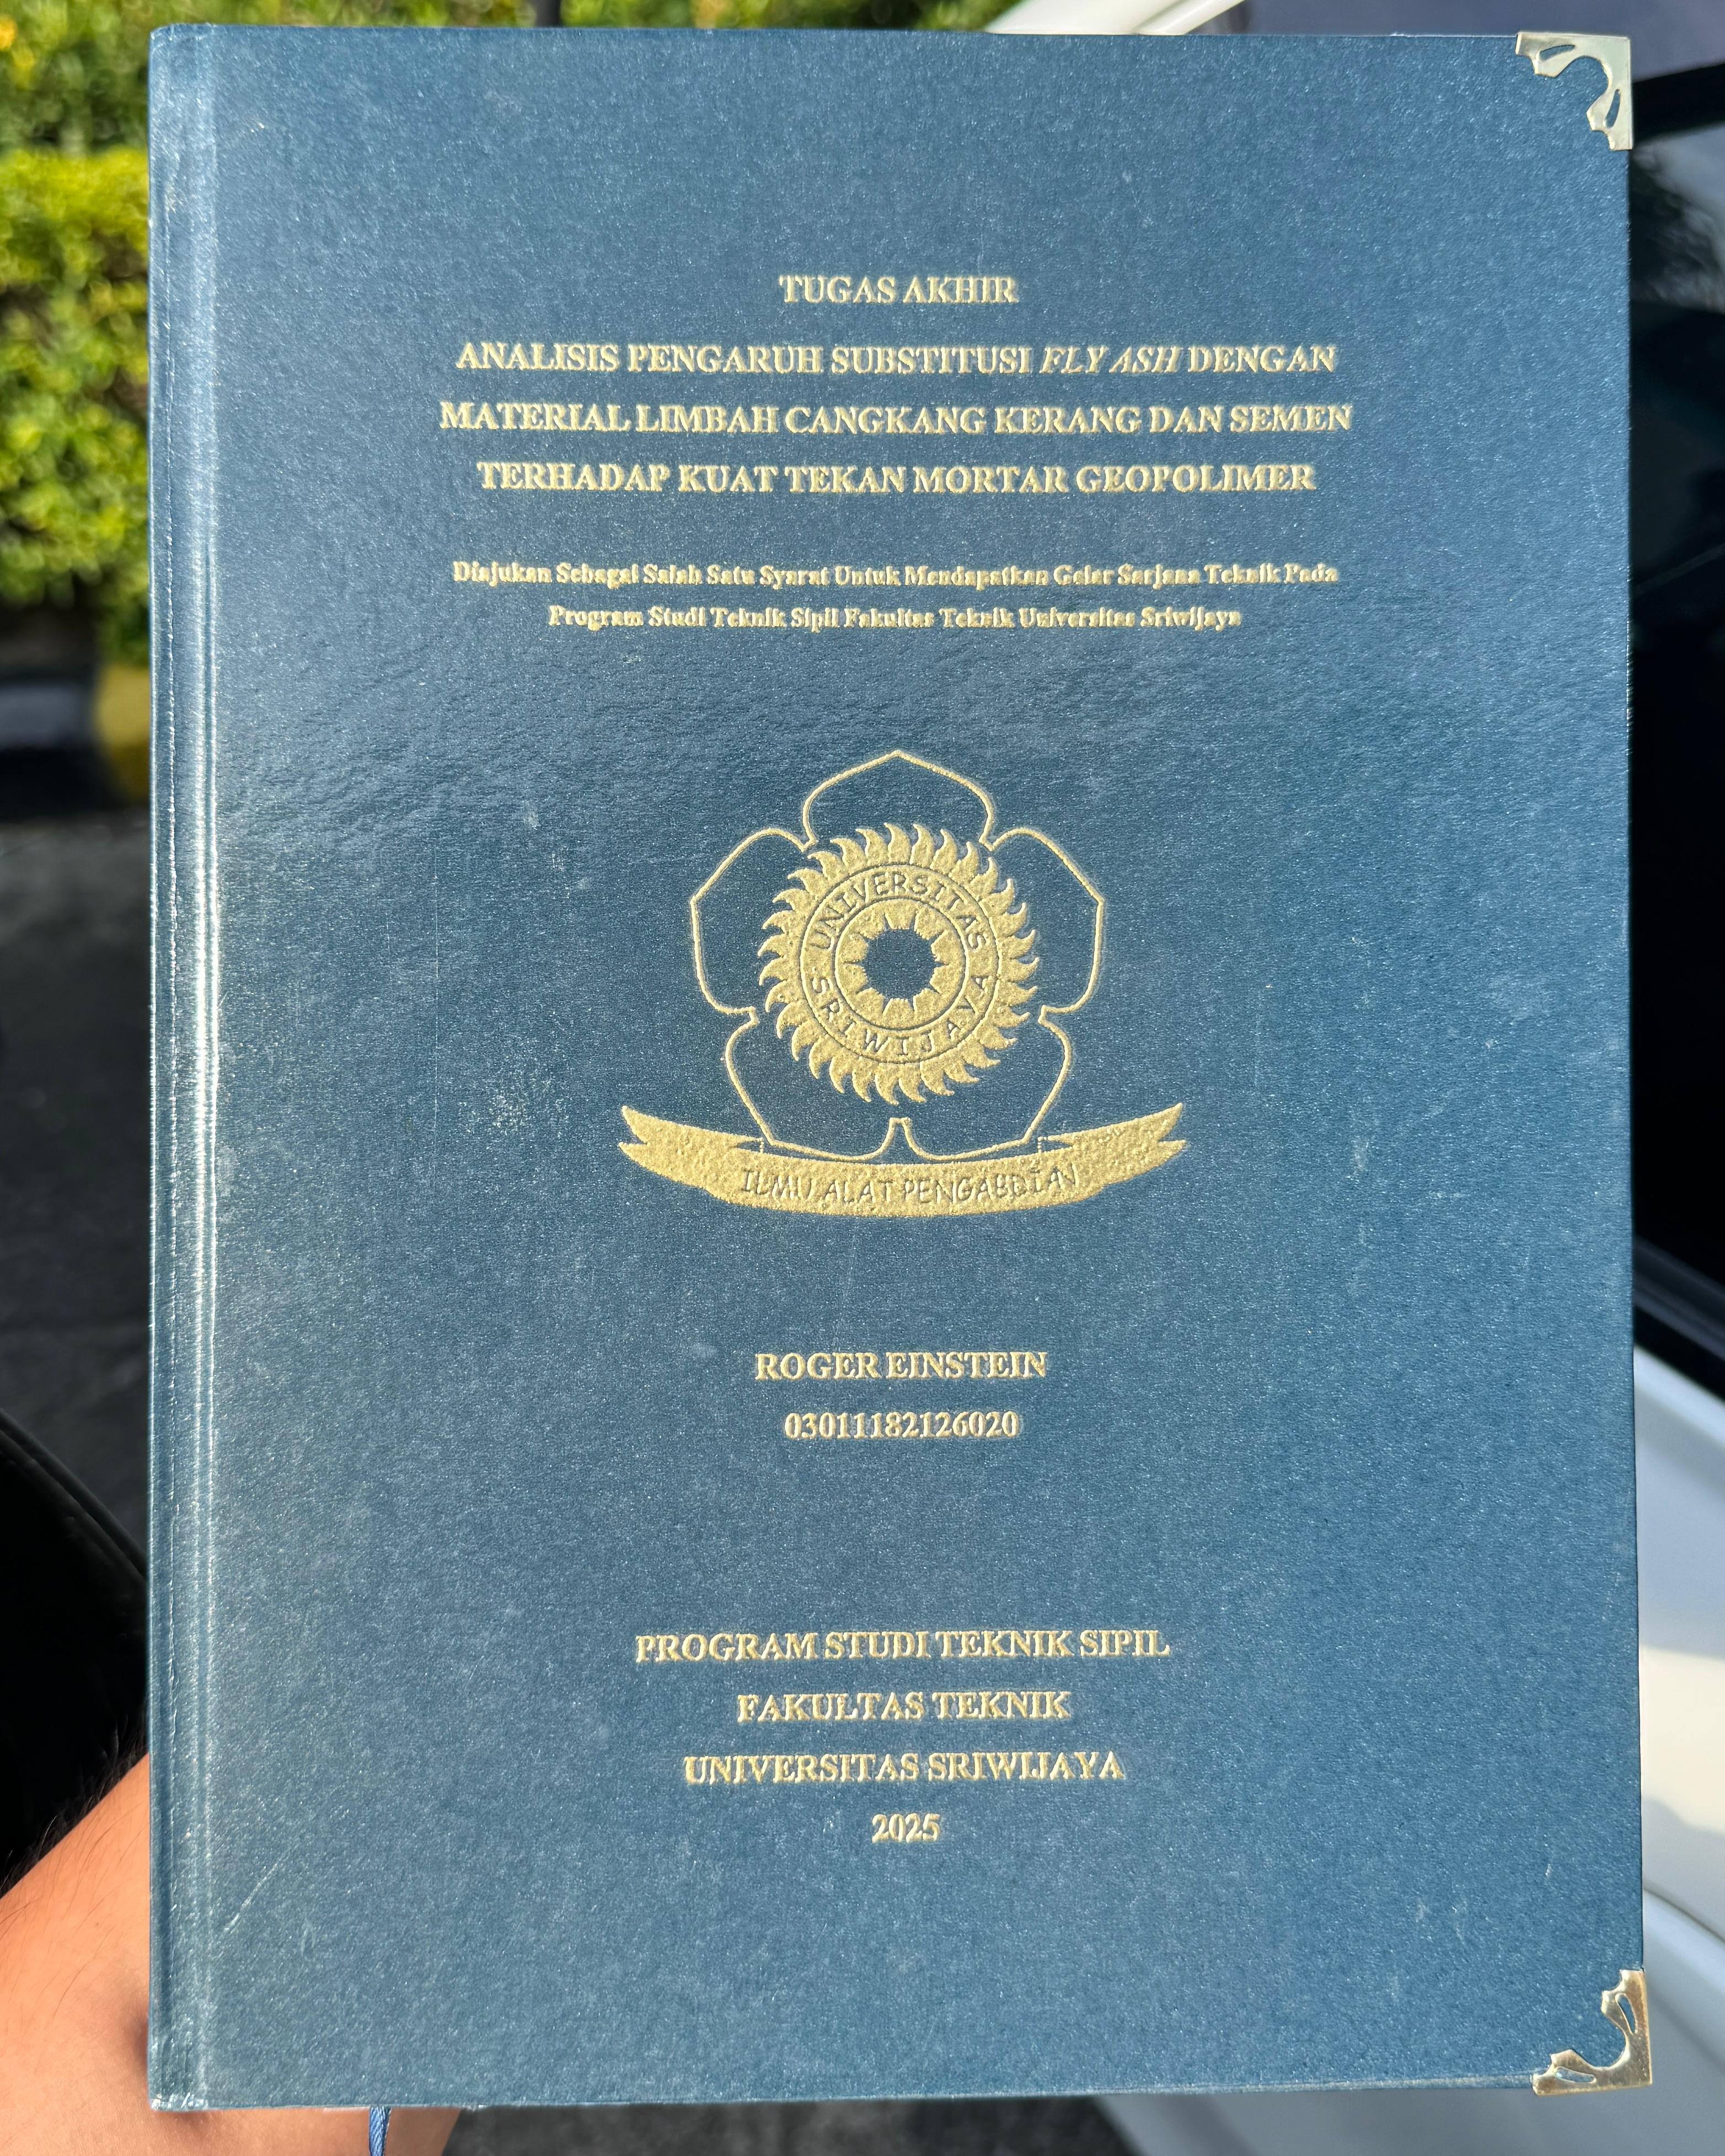 TUGAS AKHIR
ANALISIS PENGARUH SUBSTITUSI FLY ASH DENGAN
MATERIAL LIMBAH CANGKANG KERANG DAN SEMEN
TERHADAP KUAT TEKAN MORTAR GEOPOLIMER
Diajukan Sebagai Salah Satu Syarat Untuk Mendapatkan Gelar Sarjana Teknik Pada
Program Studi Teknik Sipil Fakultas Teknik Universitas Sriwijaya
UNIVERSITAS
SRIWIJAYA
ILMU ALAT PENGABDIAN
ROGER EINSTEIN
03011182126020
PROGRAM STUDI TEKNIK SIPIL
FAKULTAS TEKNIK
UNIVERSITAS SRIWIJAYA
2025